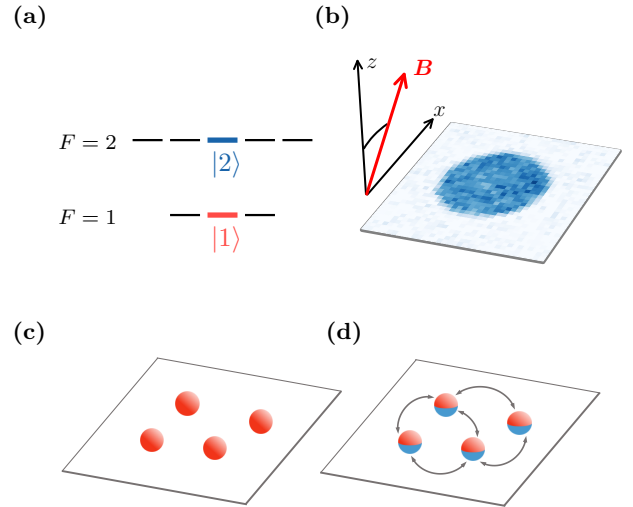 (a)
F = 2
|2⟩
F = 1
|1⟩
(b)
z
B
x
(c)
(d)